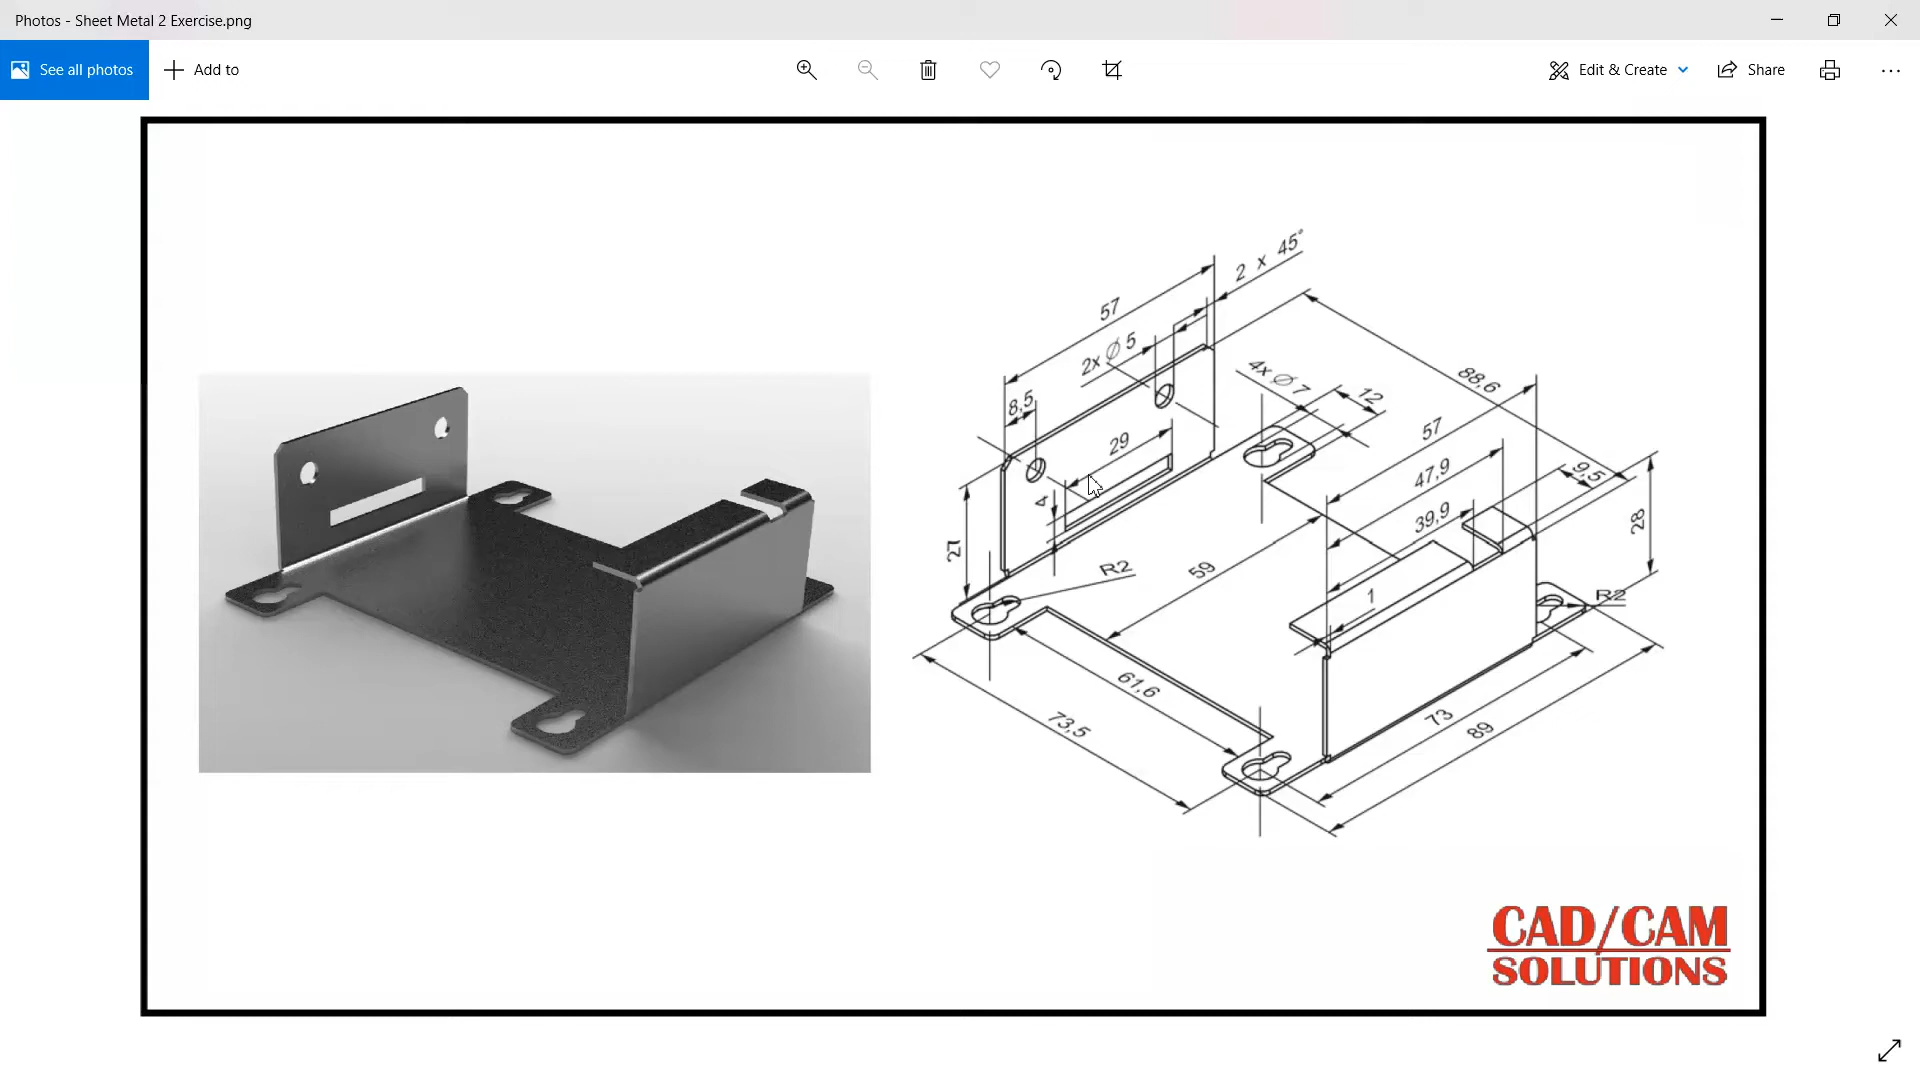 Photos - Sheet Metal 2 Exercise.png
See all photos
Add to
Edit & Create
Share
2 x 45°
57
2x Ø 5
8,5
4x Ø 7
12
88,6
57
29
47,9
9,5
4
39,9
28
27
R2
59
1
R2
61,6
73,5
73
89
CAD/CAM
SOLUTIONS